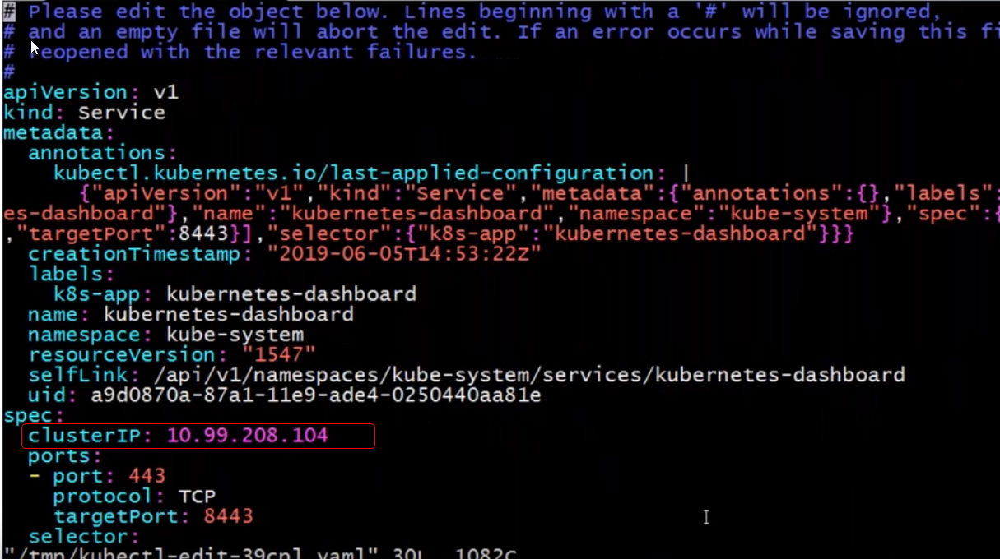 # Please edit the object below. Lines beginning with a '#' will be ignored,
# and an empty file will abort the edit. If an error occurs while saving this fi
# reopened with the relevant failures.
#
apiVersion: v1
kind: Service
metadata:
  annotations:
    kubectl.kubernetes.io/last-applied-configuration: |
      {"apiVersion":"v1","kind":"Service","metadata":{"annotations":{},"labels":
es-dashboard"},"name":"kubernetes-dashboard","namespace":"kube-system"},"spec":{
,"targetPort":8443}],"selector":{"k8s-app":"kubernetes-dashboard"}}}
  creationTimestamp: "2019-06-05T14:53:22Z"
  labels:
    k8s-app: kubernetes-dashboard
  name: kubernetes-dashboard
  namespace: kube-system
  resourceVersion: "1547"
  selfLink: /api/v1/namespaces/kube-system/services/kubernetes-dashboard
  uid: a9d0870a-87a1-11e9-ade4-0250440aa81e
spec:
  clusterIP: 10.99.208.104
  ports:
  - port: 443
    protocol: TCP
    targetPort: 8443
  selector:
"/tmp/kubectl-edit-39cpl.yaml" 30L, 1082C